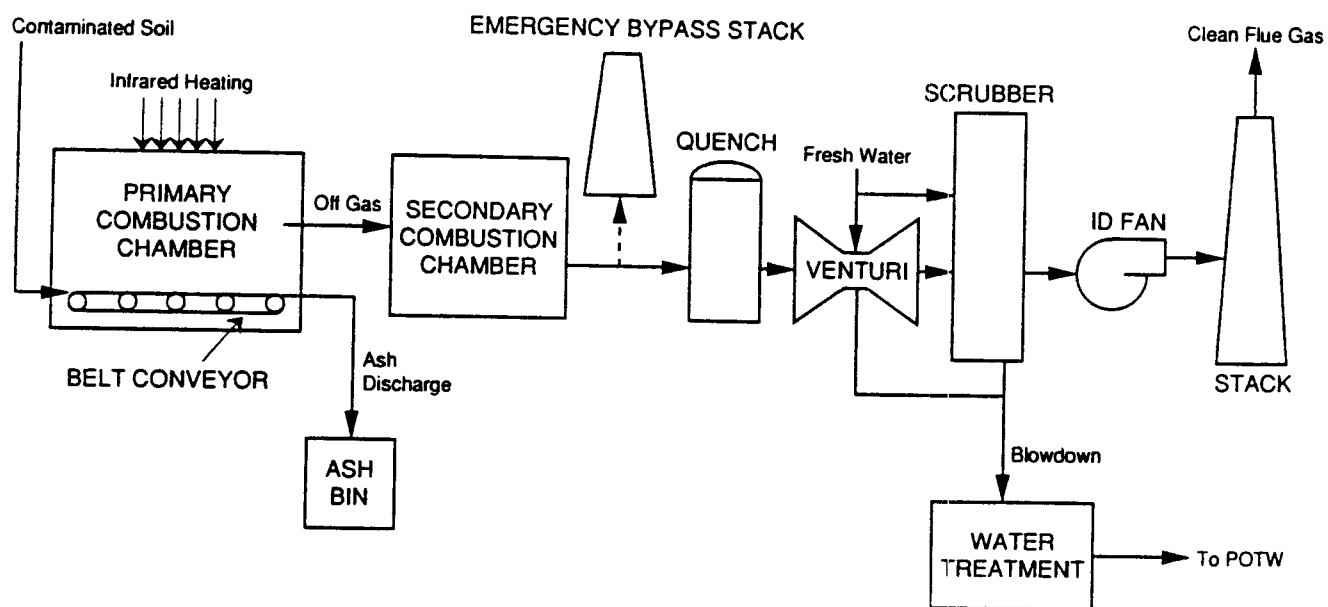 Contaminated Soil
Infrared Heating
EMERGENCY BYPASS STACK
Clean Flue Gas
SCRUBBER
QUENCH
Fresh Water
PRIMARY
COMBUSTION
CHAMBER
Off Gas
SECONDARY
COMBUSTION
CHAMBER
VENTURI
ID FAN
BELT CONVEYOR
Ash
Discharge
STACK
ASH
BIN
Blowdown
WATER
TREATMENT
To POTW